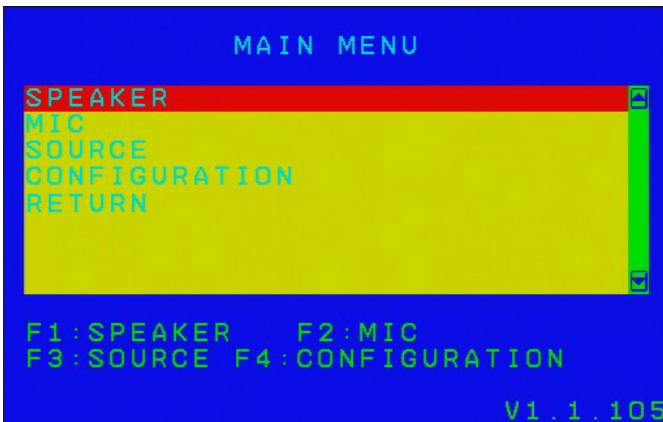 MAIN MENU
SPEAKER
MIC
SOURCE
CONFIGURATION
RETURN
F1:SPEAKER F2:MIC
F3:SOURCE F4:CONFIGURATION
V1.1.105